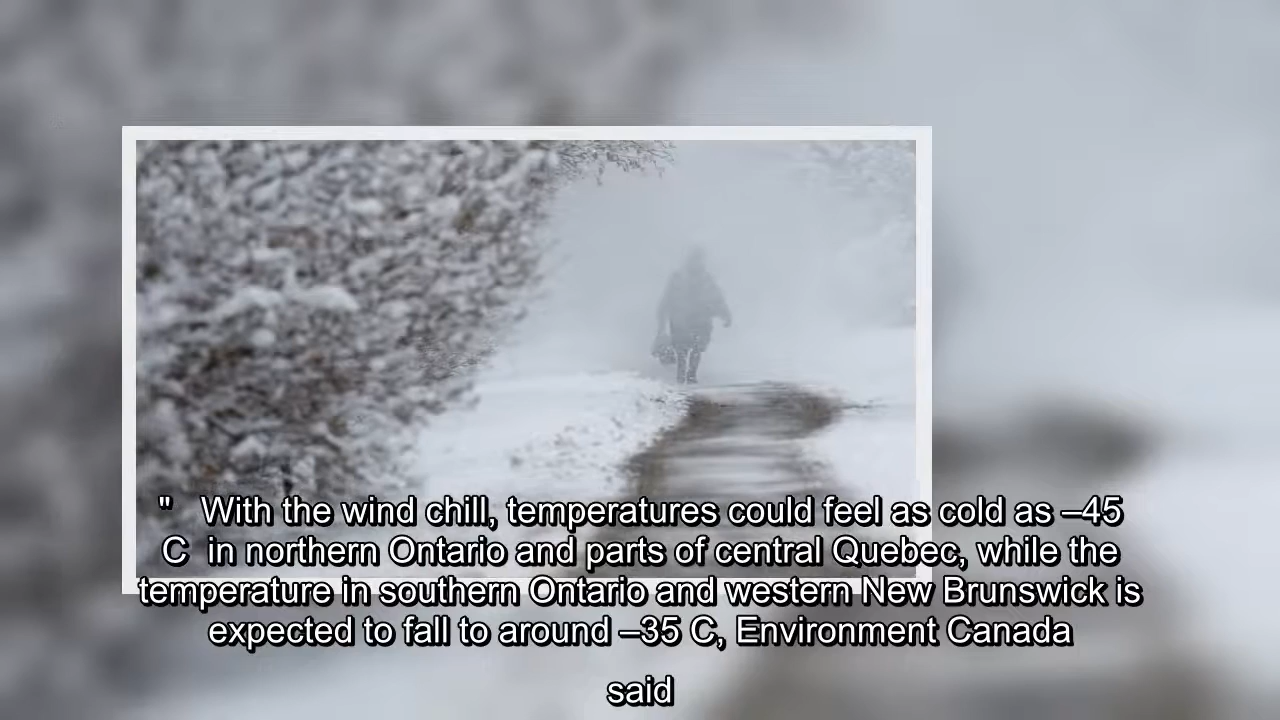 "   With the wind chill, temperatures could feel as cold as –45
C  in northern Ontario and parts of central Quebec, while the
temperature in southern Ontario and western New Brunswick is
expected to fall to around –35 C, Environment Canada
said